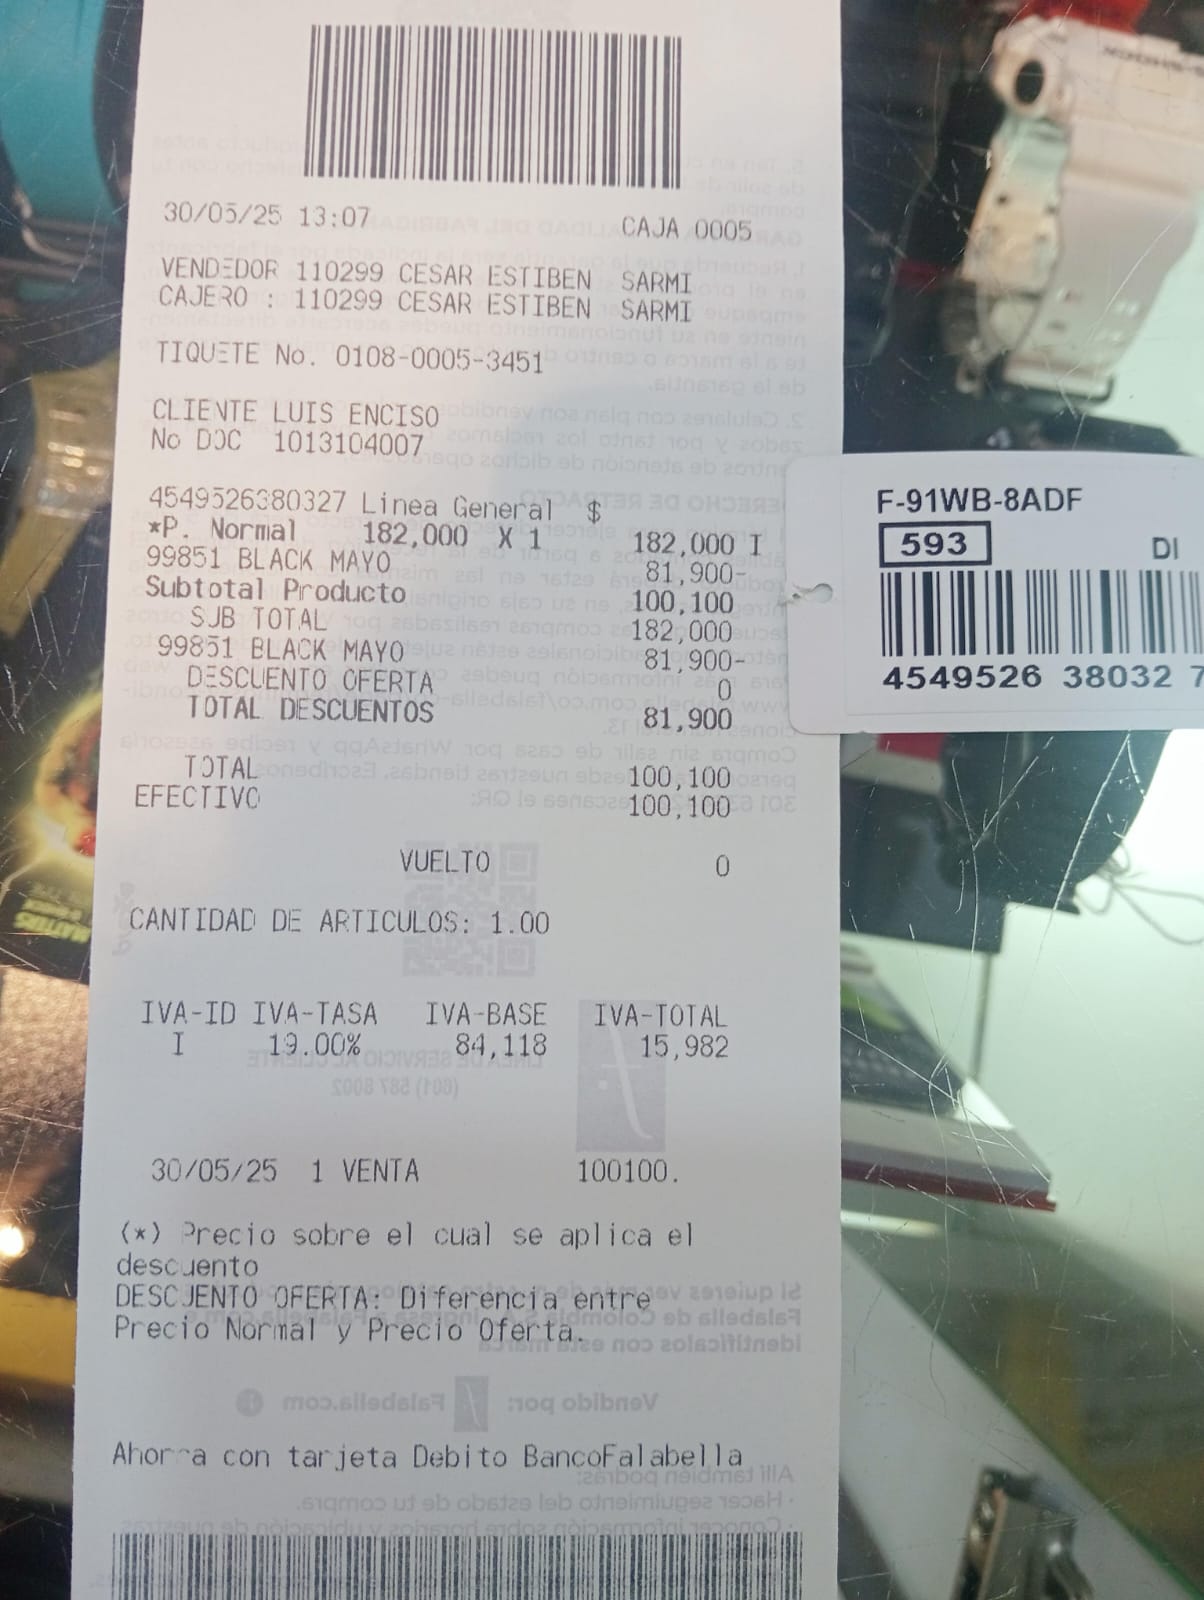 30/05/25 13:07 CAJA 0005
VENDEDOR 110299 CESAR ESTIBEN SARMI
CAJERO : 110299 CESAR ESTIBEN SARMI
TIQUETE No. 0108-0005-3451
CLIENTE LUIS ENCISO
No DOC 1013104007
4549526380327 Linea General $
*P. Normal 182,000 X 1 182,000 I
99851 BLACK MAYO 81,900-
Subtotal Producto 100,100
SUB TOTAL 182,000
99851 BLACK MAYO 81,900-
DESCUENTO OFERTA 0
TOTAL DESCUENTOS 81,900
TOTAL 100,100
EFECTIVO 100,100
VUELTO 0
CANTIDAD DE ARTICULOS: 1.00
IVA-ID IVA-TASA IVA-BASE IVA-TOTAL
I 19.00% 84,118 15,982
30/05/25 1 VENTA 100100.
(*) Precio sobre el cual se aplica el
descuento
DESCUENTO OFERTA: Diferencia entre
Precio Normal y Precio Oferta.
Ahorra con tarjeta Debito BancoFalabella
F-91WB-8ADF
593 DI
4549526 38032 7